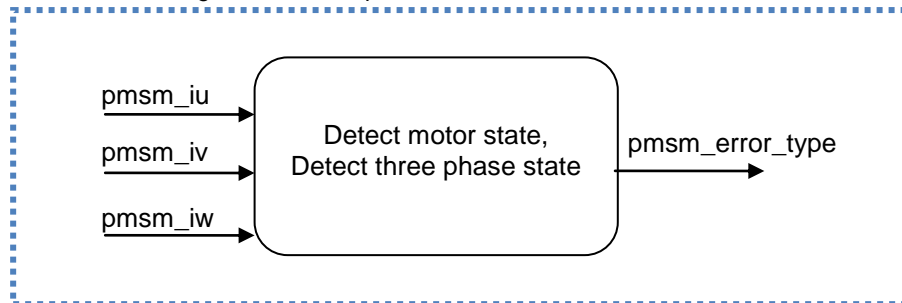 pmsm_iu
pmsm_iv
pmsm_iw
Detect motor state,
Detect three phase state
pmsm_error_type